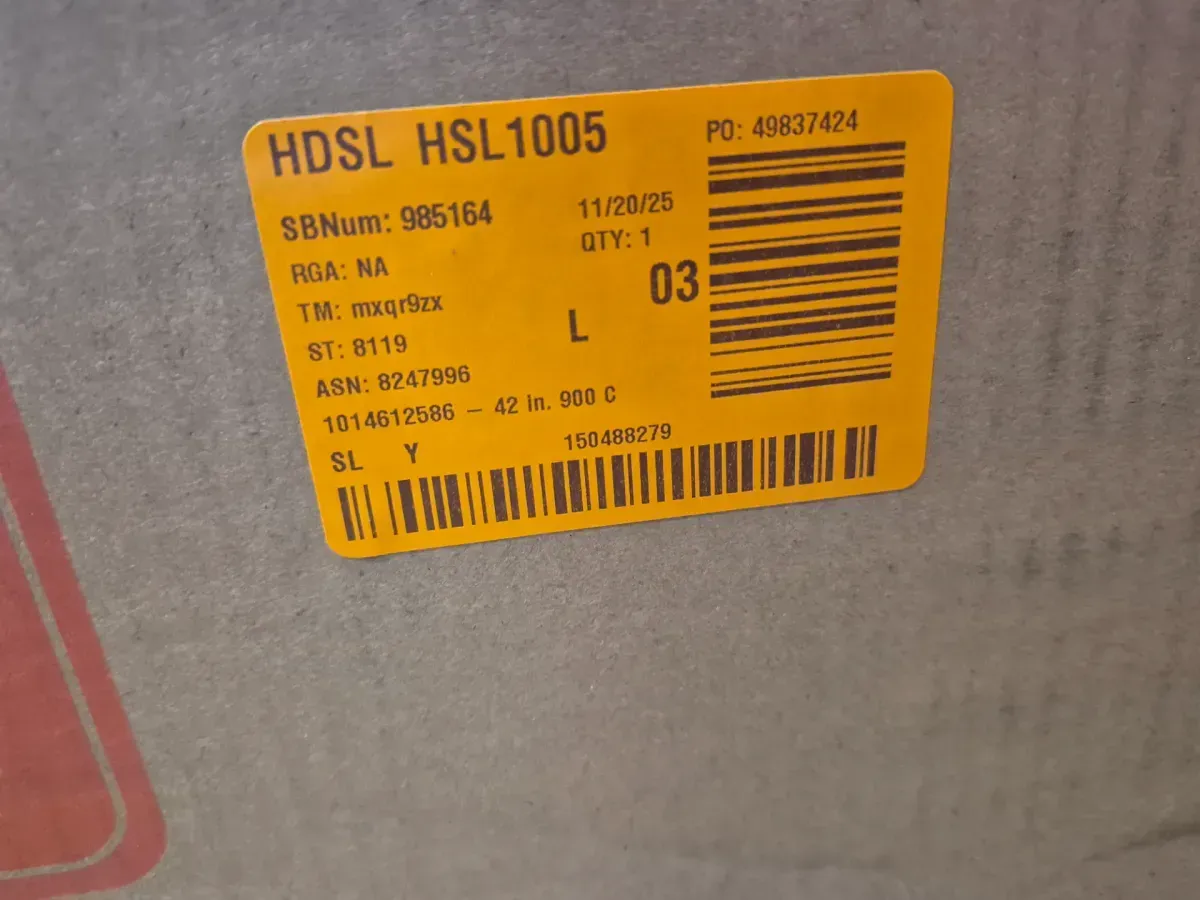 HDSL HSL1005
PO: 49837424
SBNum: 985164
11/20/25
RGA: NA
QTY: 1
TM: mxqr9zx
03
ST: 8119
L
ASN: 8247996
1014612586 – 42 in. 900 C
SL Y
150488279